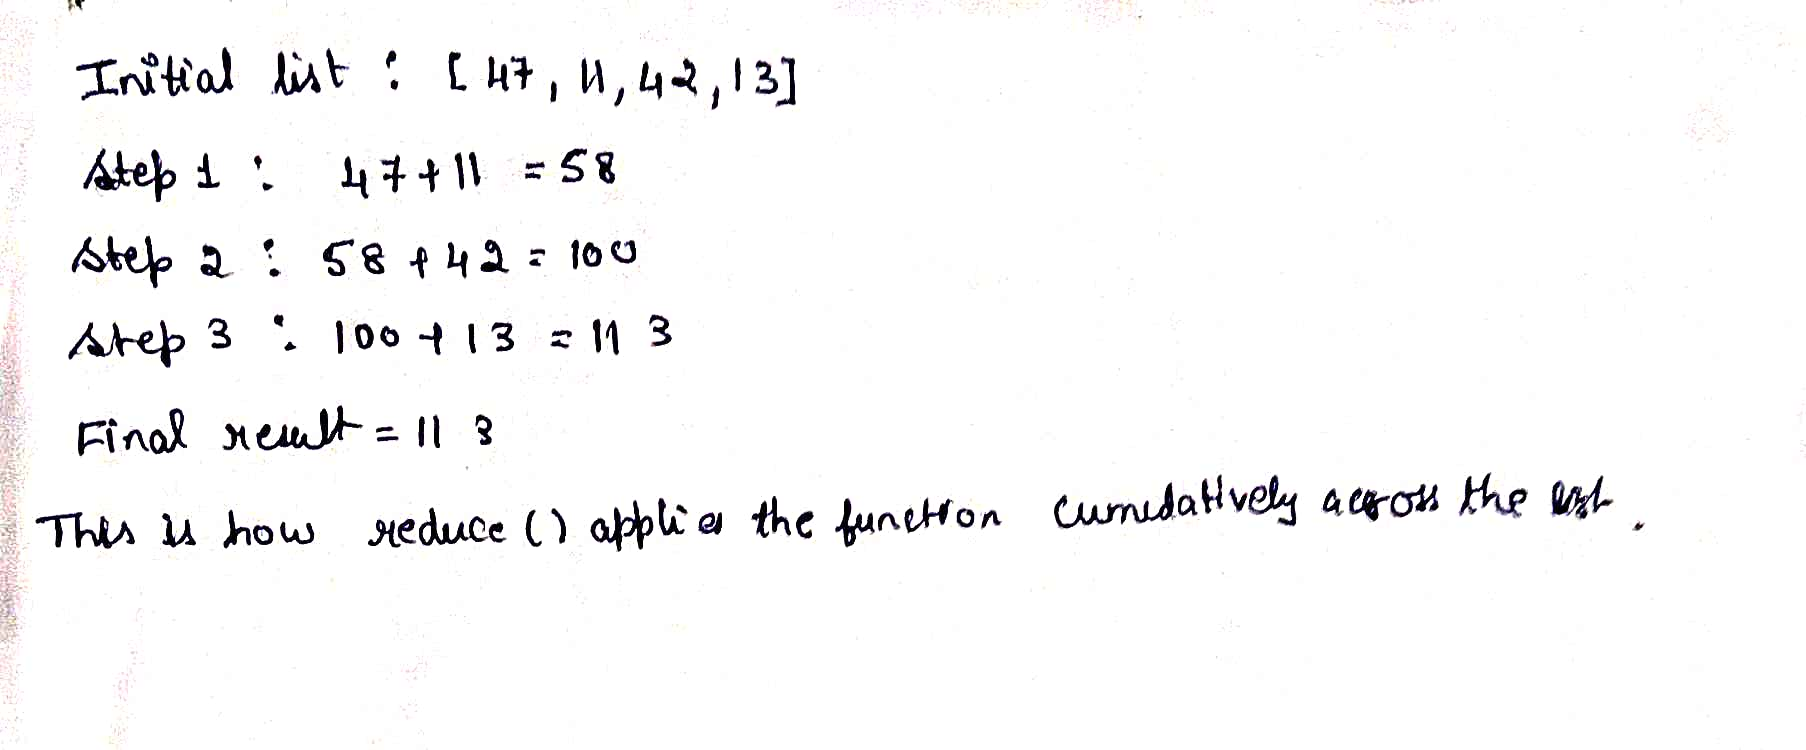 Initial list : [47, 11, 42, 13]
Step 1 : 47+11 = 58
Step 2 : 58 + 42 = 100
Step 3 : 100 + 13 = 113
Final result = 113
This is how reduce () applies the function cumulatively across the list.